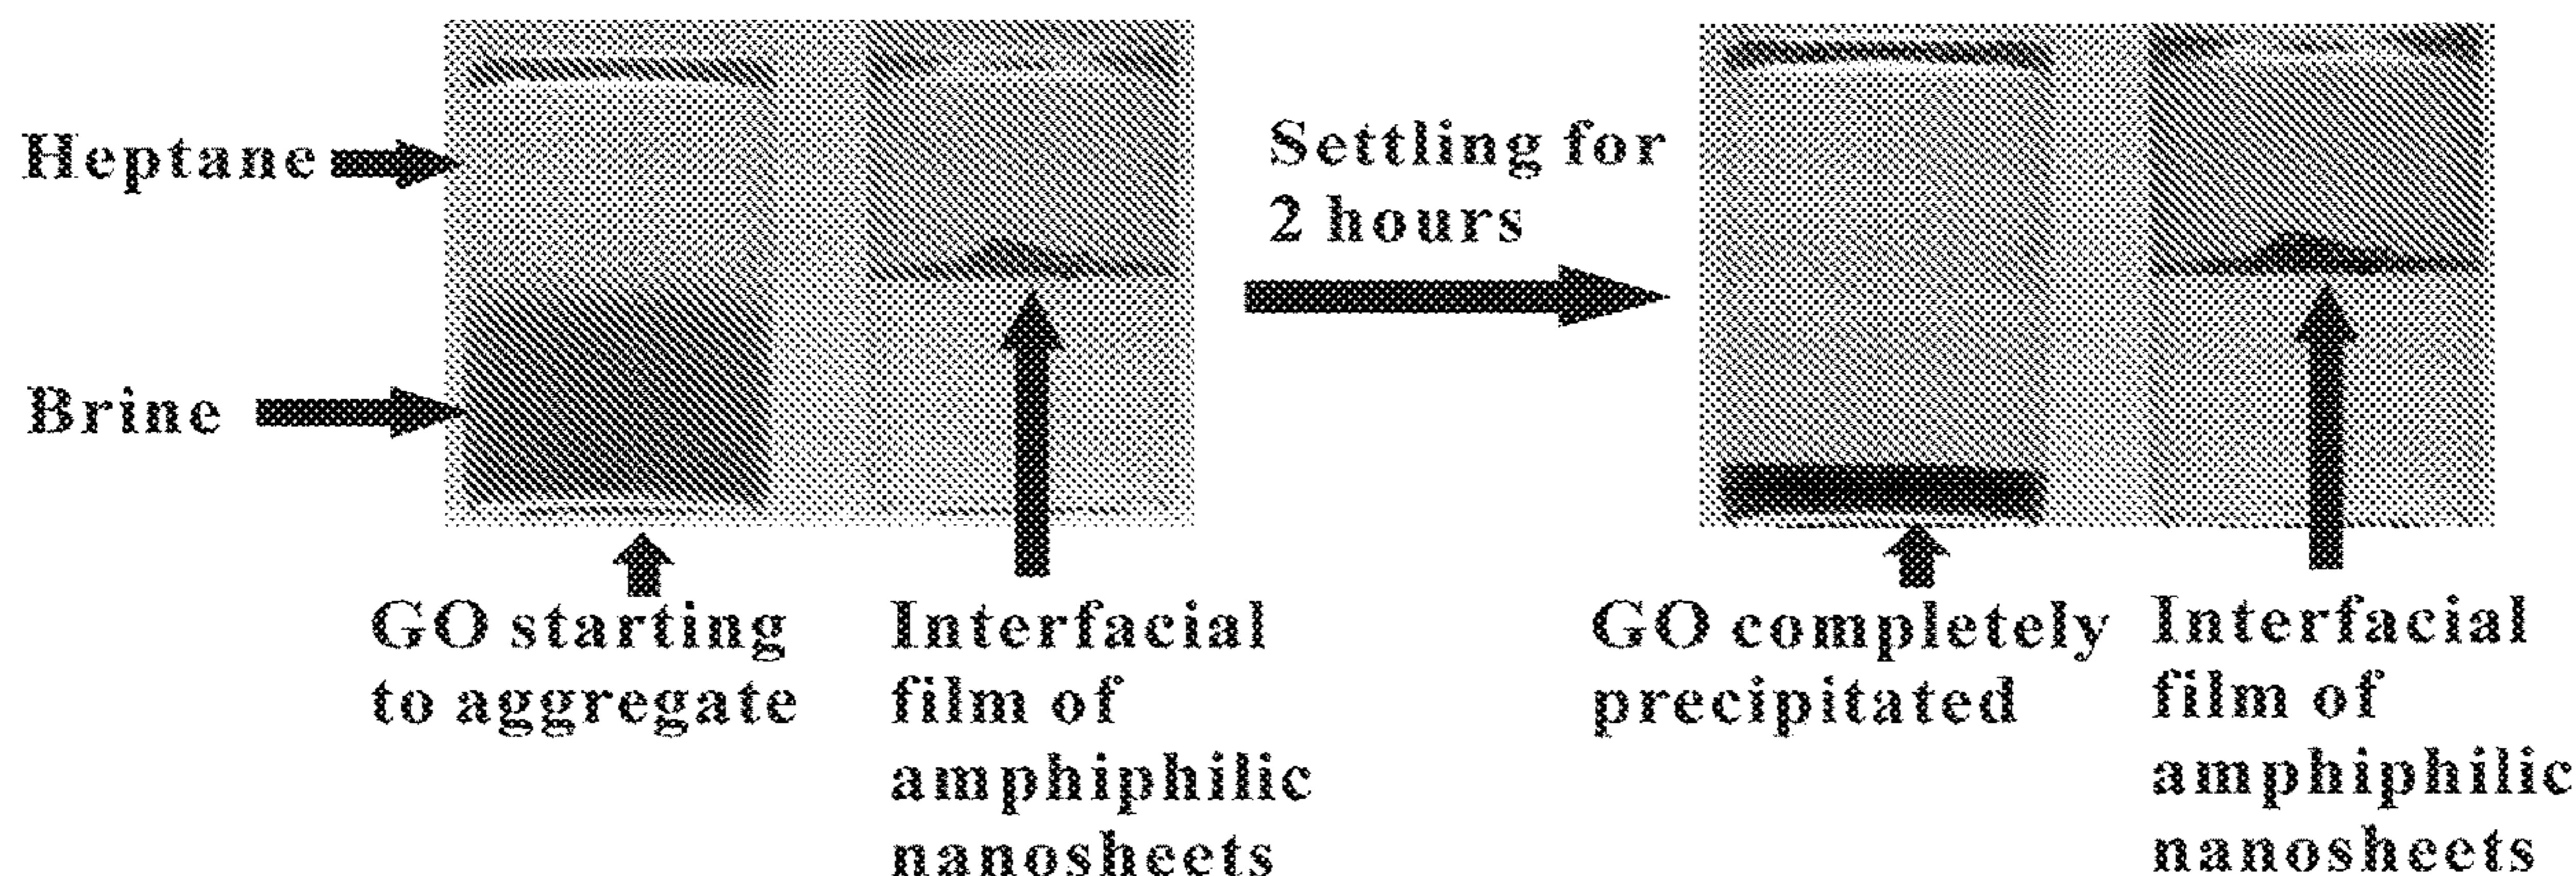 Heptane
Brine
GO starting
to aggregate
Interfacial
film of
amphiphilic
nanosheets
Settling for
2 hours
GO completely
precipitated
Interfacial
film of
amphiphilic
nanosheets